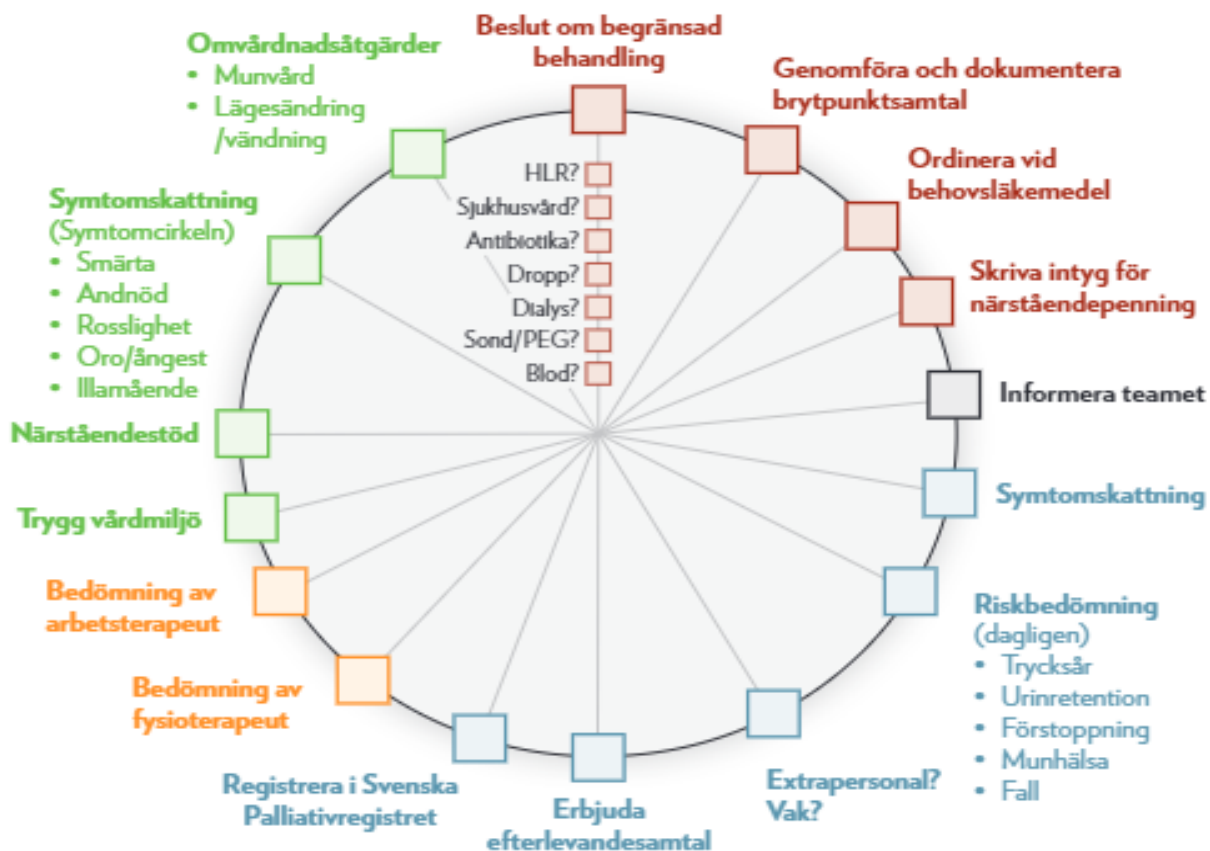 Beslut om begränsad
behandling
Genomföra och dokumentera
brytpunktsamtal
Ordinera vid
behovsläkemedel
Skriva intyg för
närståendepenning
Informera teamet
Symtomskattning
Riskbedömning
(dagligen)
• Trycksår
• Urinretention
• Förstoppning
• Munhälsa
• Fall
Extrapersonal?
Vak?
Erbjuda
efterlevandesamtal
Registrera i Svenska
Palliativregistret
Bedömning av
fysioterapeut
Bedömning av
arbetsterapeut
Trygg vårdmiljö
Närståendestöd
Symtomskattning
(Symtomcirkeln)
• Smärta
• Andnöd
• Rosslighet
• Oro/ångest
• Illamående
Omvårdnadsåtgärder
• Munvård
• Lägesändring
/vändning
HLR?
Sjukhusvård?
Antibiotika?
Dropp?
Dialys?
Sond/PEG?
Blod?